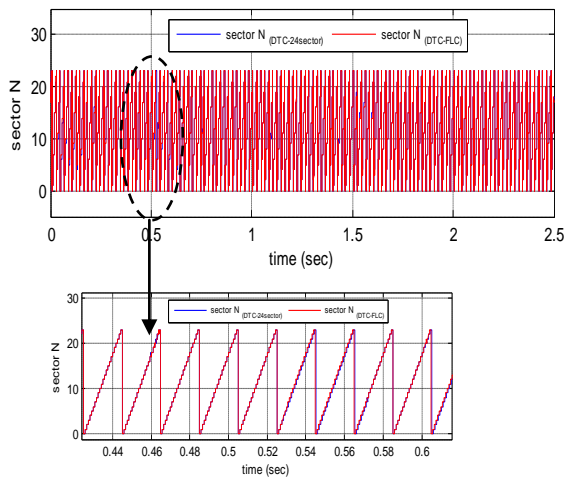 sector N (DTC-24sector) sector N (DTC-FLC)
30
20
10
0
sector N
0 0.5 1 1.5 2 2.5
time (sec)
sector N (DTC-24sector) sector N (DTC-FLC)
30
20
10
0
sector N
0.44 0.46 0.48 0.5 0.52 0.54 0.56 0.58 0.6
time (sec)